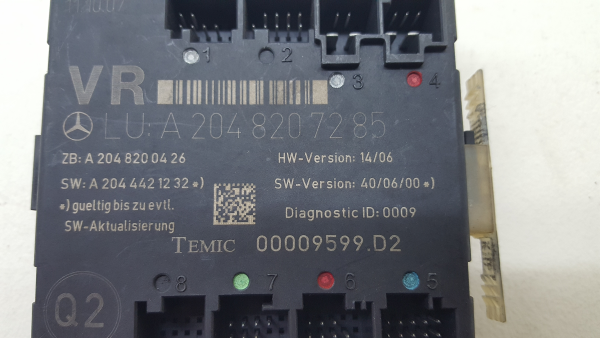 1 2
3 4
VR
LU: A 204 820 72 85
ZB: A 204 820 04 26
HW-Version: 14/06
SW: A 204 442 12 32 *)
SW-Version: 40/06/00 *)
*) gueltig bis zu evtl.
SW-Aktualisierung
Diagnostic ID: 0009
TEMIC 00009599.D2
8 7 6 5
Q2